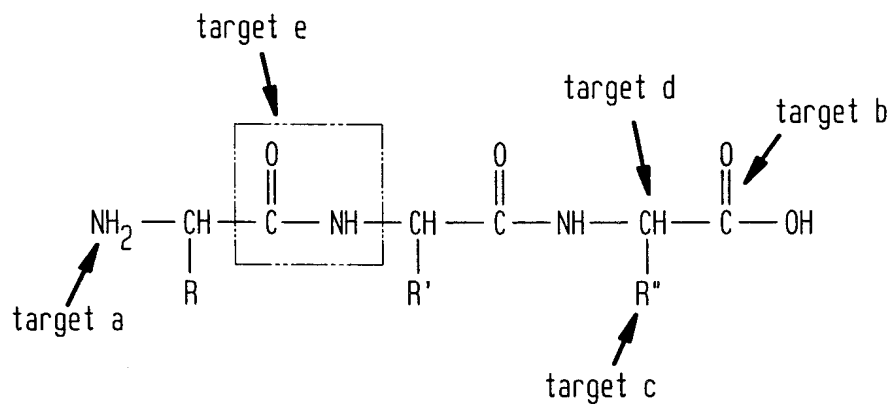 target e
target d
target b
O O O
NH2 — CH — C — NH — CH — C — NH — CH — C — OH
R R' R"
target a
target c